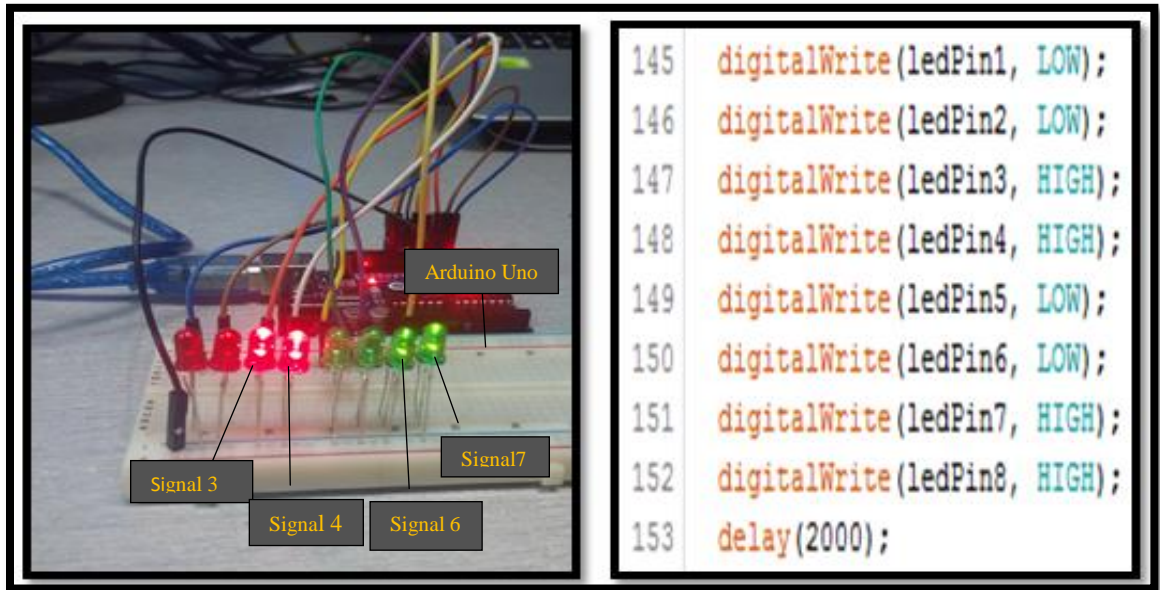 Arduino Uno
Signal 3
Signal 4
Signal 6
Signal7
145 digitalWrite(ledPin1, LOW);
146 digitalWrite(ledPin2, LOW);
147 digitalWrite(ledPin3, HIGH);
148 digitalWrite(ledPin4, HIGH);
149 digitalWrite(ledPin5, LOW);
150 digitalWrite(ledPin6, LOW);
151 digitalWrite(ledPin7, HIGH);
152 digitalWrite(ledPin8, HIGH);
153 delay(2000);